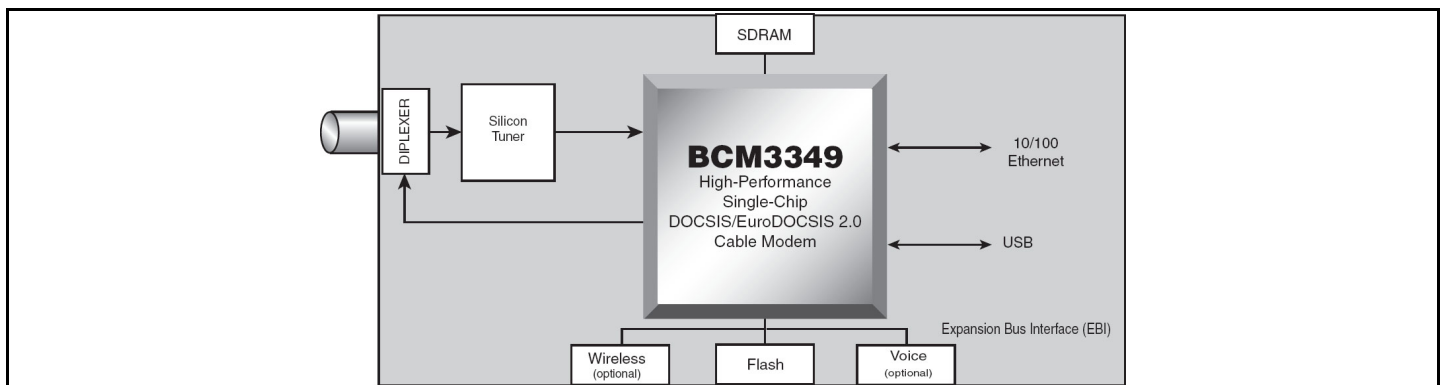 SDRAM
DIPLEXER
Silicon
Tuner
BCM3349
High-Performance
Single-Chip
DOCSIS/EuroDOCSIS 2.0
Cable Modem
10/100
Ethernet
USB
Expansion Bus Interface (EBI)
Wireless
(optional)
Flash
Voice
(optional)